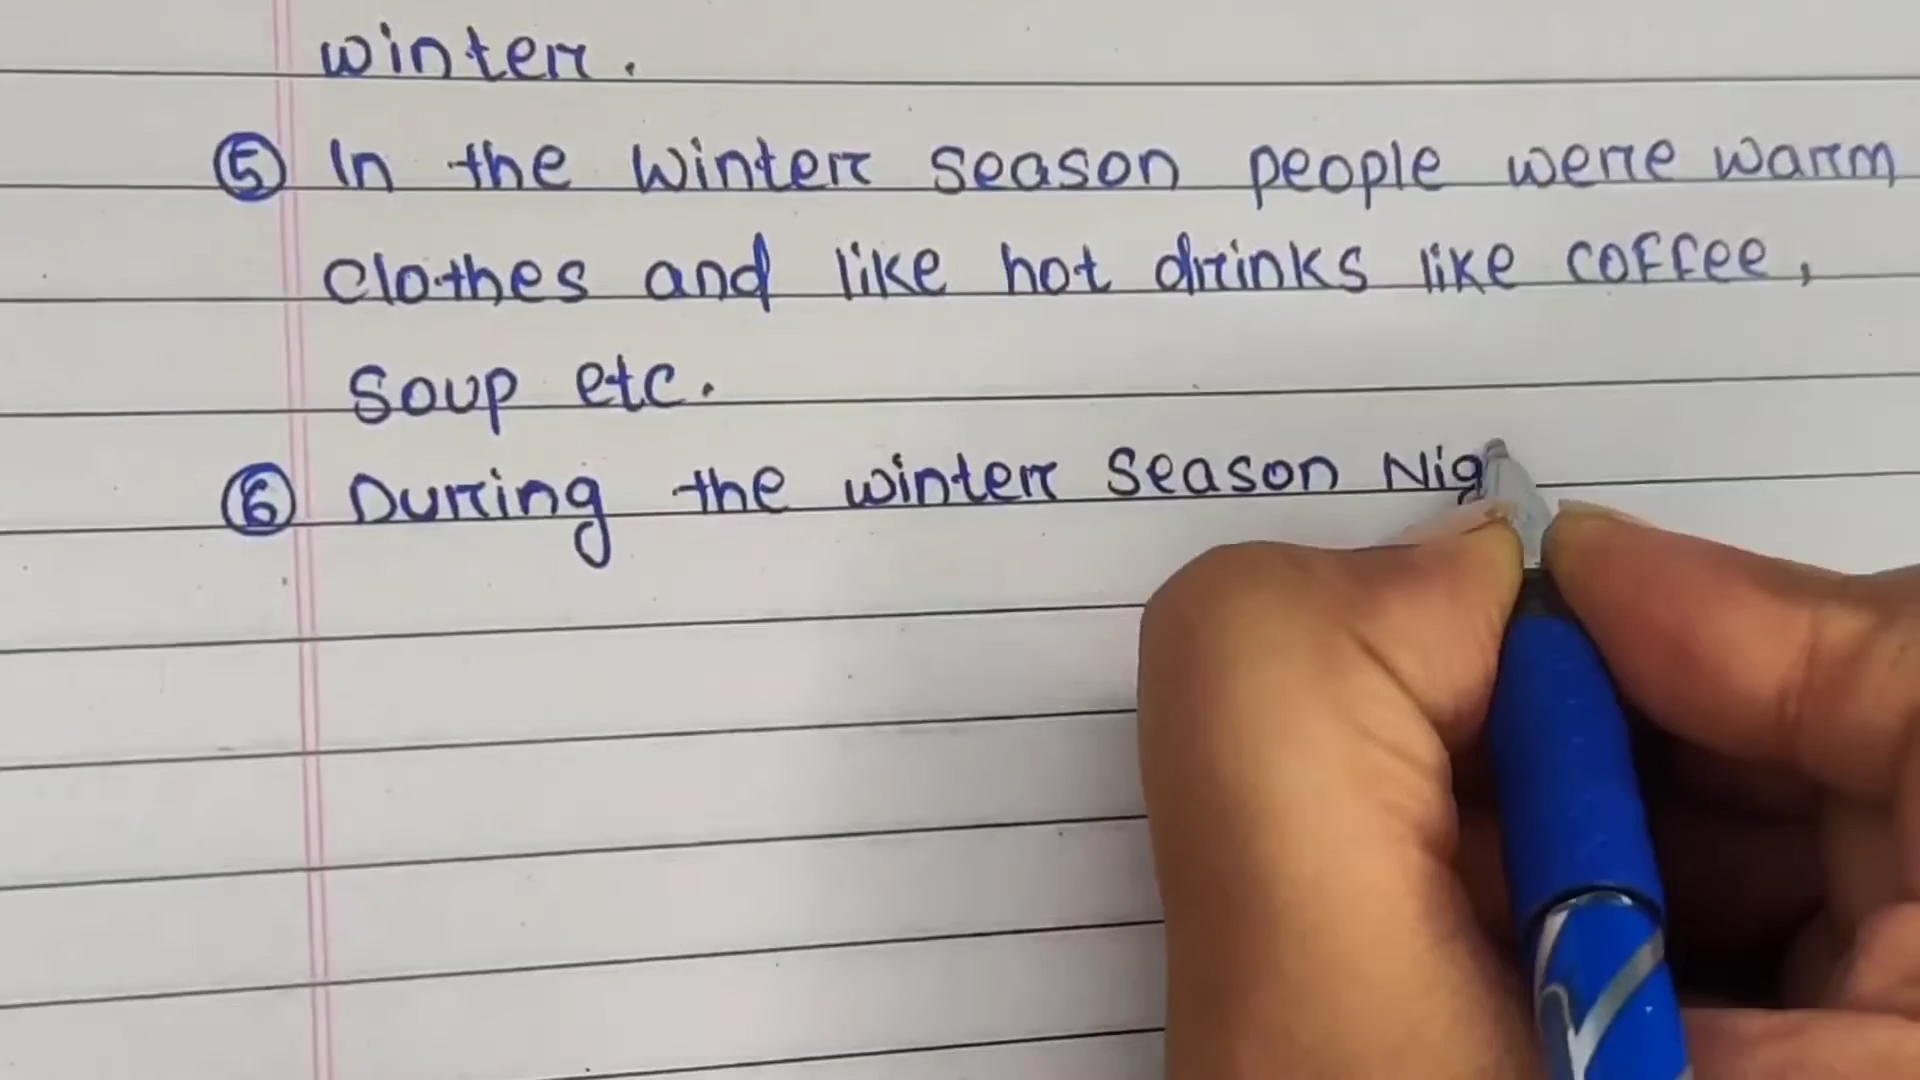 winter.
⑤ In the winter season people were warm
clothes and like hot drinks like coffee,
soup etc.
⑥ During the winter season Nig